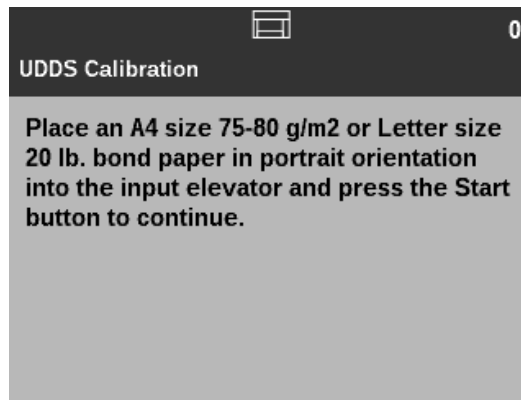 0
UDDS Calibration
Place an A4 size 75-80 g/m2 or Letter size
20 lb. bond paper in portrait orientation
into the input elevator and press the Start
button to continue.